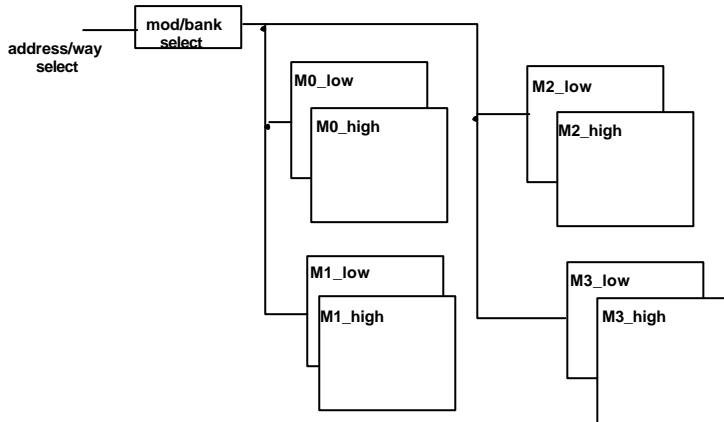 mod/bank
select
address/way
select
M0_low
M0_high
M2_low
M2_high
M1_low
M1_high
M3_low
M3_high